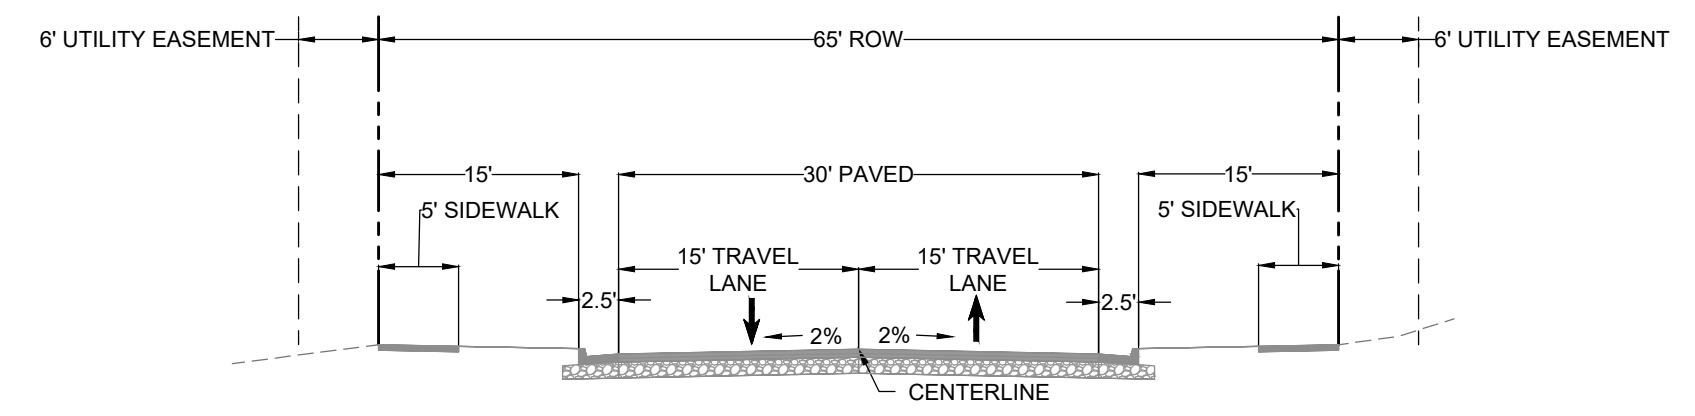 6' UTILITY EASEMENT
65' ROW
6' UTILITY EASEMENT
15'
30' PAVED
15'
5' SIDEWALK
5' SIDEWALK
15' TRAVEL
LANE
15' TRAVEL
LANE
2.5'
2.5'
2%
2%
CENTERLINE